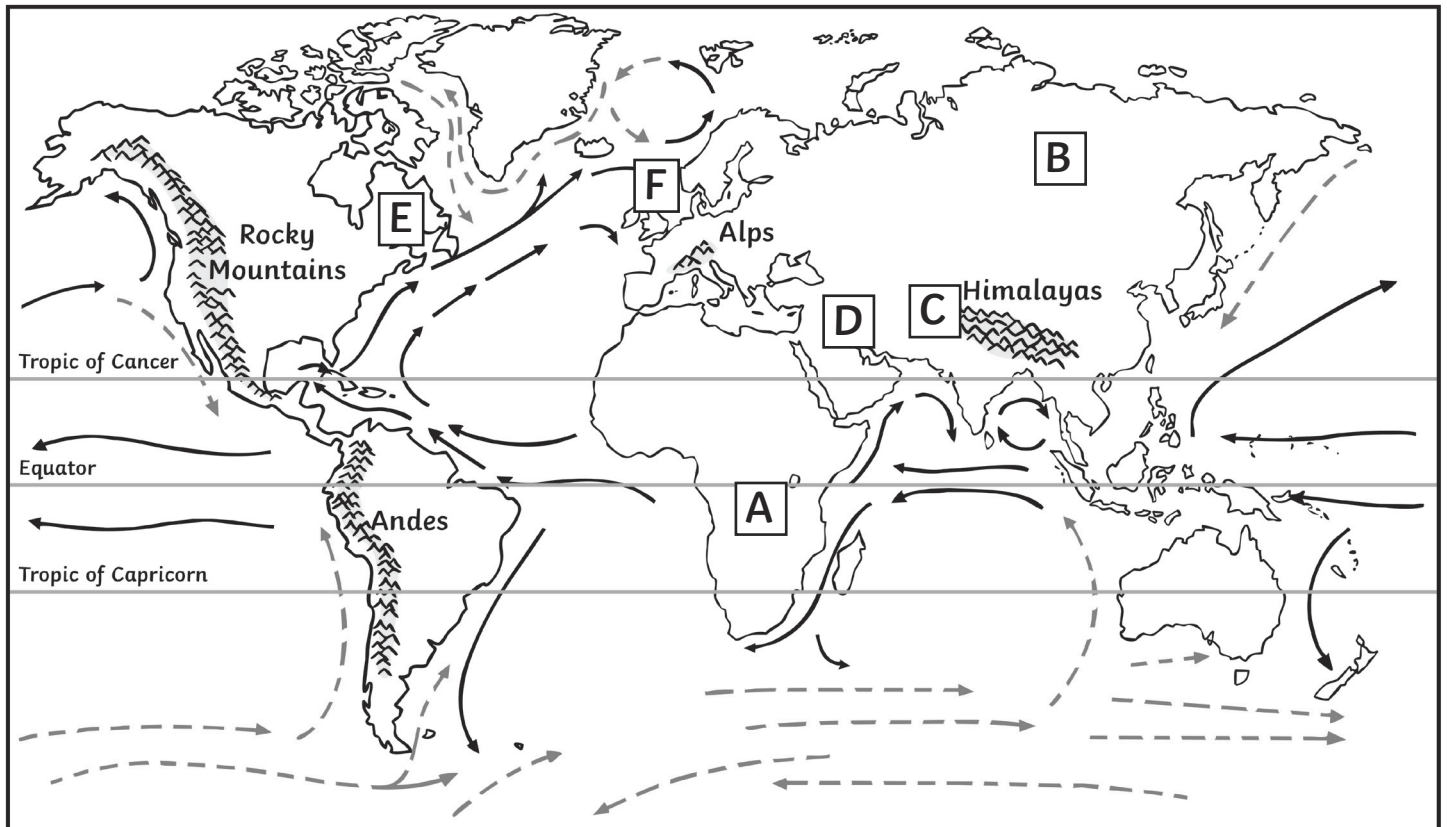 B
F
E
Rocky
Mountains
Alps
D
C
Himalayas
Tropic of Cancer
Equator
A
Andes
Tropic of Capricorn